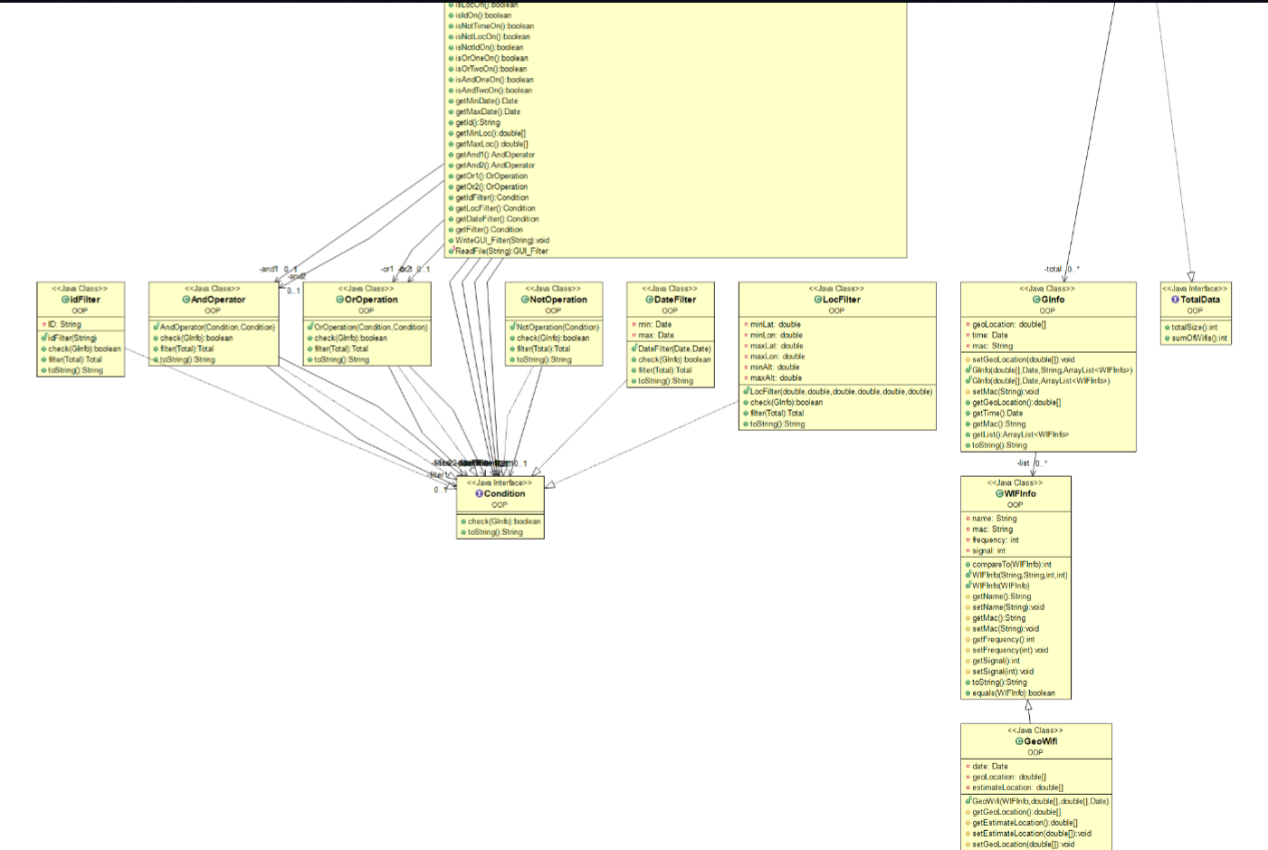 isLocOn():boolean
isIdOn():boolean
isNotTimeOn():boolean
isNotLocOn():boolean
isNotIdOn():boolean
isOrOneOn():boolean
isOrTwoOn():boolean
isAndOneOn():boolean
isAndTwoOn():boolean
getMinDate():Date
getMaxDate():Date
getId():String
getMinLoc():double[]
getMaxLoc():double[]
getAnd1():AndOperator
getAnd2():AndOperator
getOr1():OrOperation
getOr2():OrOperation
getIdFilter():Condition
getLocFilter():Condition
getDateFilter():Condition
getFilter():Condition
WriteGUI_Filter(String):void
ReadFile(String):GUI_Filter
-and1 0..1
-and2
0..1
-or1 -or2 0..1
-total 0..*
<<Java Class>>
idFilter
OOP
ID: String
idFilter(String)
check(GInfo):boolean
filter(Total):Total
toString():String
<<Java Class>>
AndOperator
OOP
AndOperator(Condition,Condition)
check(GInfo):boolean
filter(Total):Total
toString():String
<<Java Class>>
OrOperation
OOP
OrOperation(Condition,Condition)
check(GInfo):boolean
filter(Total):Total
toString():String
<<Java Class>>
NotOperation
OOP
NotOperation(Condition)
check(GInfo):boolean
filter(Total):Total
toString():String
<<Java Class>>
DateFilter
OOP
min: Date
max: Date
DateFilter(Date,Date)
check(GInfo):boolean
filter(Total):Total
toString():String
<<Java Class>>
LocFilter
OOP
minLat: double
minLon: double
maxLat: double
maxLon: double
minAlt: double
maxAlt: double
LocFilter(double,double,double,double,double,double)
check(GInfo):boolean
filter(Total):Total
toString():String
<<Java Class>>
GInfo
OOP
geoLocation: double[]
time: Date
mac: String
setGeoLocation(double[]):void
GInfo(double[],Date,String,ArrayList<WIFInfo>)
GInfo(double[],Date,ArrayList<WIFInfo>)
setMac(String):void
getGeoLocation():double[]
getTime():Date
getMac():String
getList():ArrayList<WIFInfo>
toString():String
<<Java Interface>>
TotalData
OOP
totalSize():int
sumOfWifis():int
0..1
-filter1
0..1
<<Java Interface>>
Condition
OOP
check(GInfo):boolean
toString():String
-list 0..*
<<Java Class>>
WIFInfo
OOP
name: String
mac: String
frequency: int
signal: int
compareTo(WIFInfo):int
WIFInfo(String,String,int,int)
WIFInfo(WIFInfo)
getName():String
setName(String):void
getMac():String
setMac(String):void
getFrequency():int
setFrequency(int):void
getSignal():int
setSignal(int):void
toString():String
equals(WIFInfo):boolean
<<Java Class>>
GeoWifi
OOP
date: Date
geoLocation: double[]
estimateLocation: double[]
GeoWifi(WIFInfo,double[],double[],Date)
getGeoLocation():double[]
getEstimateLocation():double[]
setEstimateLocation(double[]):void
setGeoLocation(double[]):void